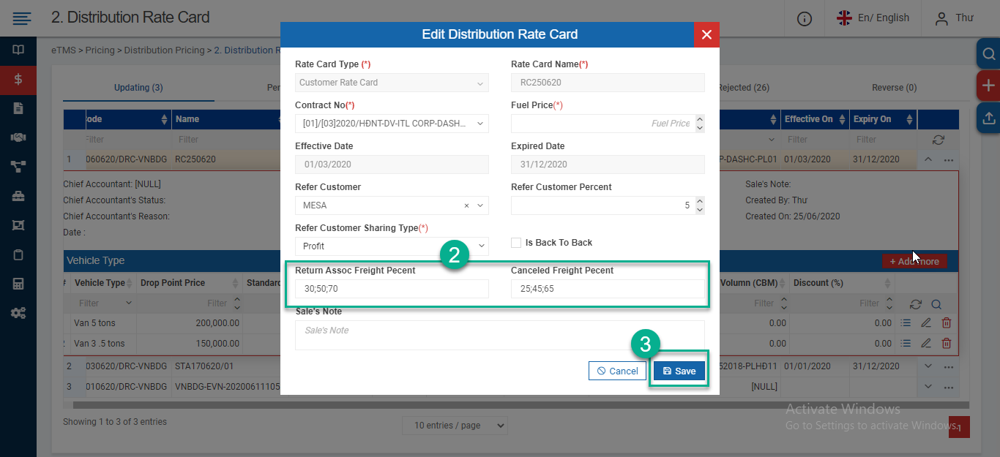 2. Distribution Rate Card
En/ English
Thư
eTMS > Pricing > Distribution Pricing > 2. Distribution R
Edit Distribution Rate Card
Updating (3)
Per
Rejected (26)
Reverse (0)
Rate Card Type (*)
Rate Card Name(*)
Customer Rate Card
RC250620
Contract No(*)
Fuel Price(*)
[01]/[03]2020/HĐNT-DV-ITL CORP-DASH...
Fuel Price
Effective Date
Expired Date
01/03/2020
31/12/2020
Refer Customer
Refer Customer Percent
MESA
5
Refer Customer Sharing Type(*)
Profit
Is Back To Back
2
Return Assoc Freight Pecent
Canceled Freight Pecent
30;50;70
25;45;65
Sale's Note
Sale's Note
3
Cancel
Save
ode Name Effective On Expiry On
Filter Filter Filter Filter
1 060620/DRC-VNBDG RC250620 P-DASHC-PL01 01/03/2020 31/12/2020
Chief Accountant: [NULL]
Sale's Note:
Chief Accountant's Status:
Created By: Thư
Chief Accountant's Reason:
Created On: 25/06/2020
Date :
Vehicle Type
+ Add more
# Vehicle Type Drop Point Price Standard Volumn (CBM) Discount (%)
Filter Filter Filter Filter
Van 5 tons 200,000.00 0.00 0.00
Van 3 .5 tons 150,000.00 0.00 0.00
2 030620/DRC-VNBDG STA170620/01 52018-PLHĐ11 01/01/2020 31/12/2020
3 010620/DRC-VNBDG VNBDG-EVN-20200611105 [NULL]
Showing 1 to 3 of 3 entries
10 entries / page
1
Activate Windows
Go to Settings to activate Windows.